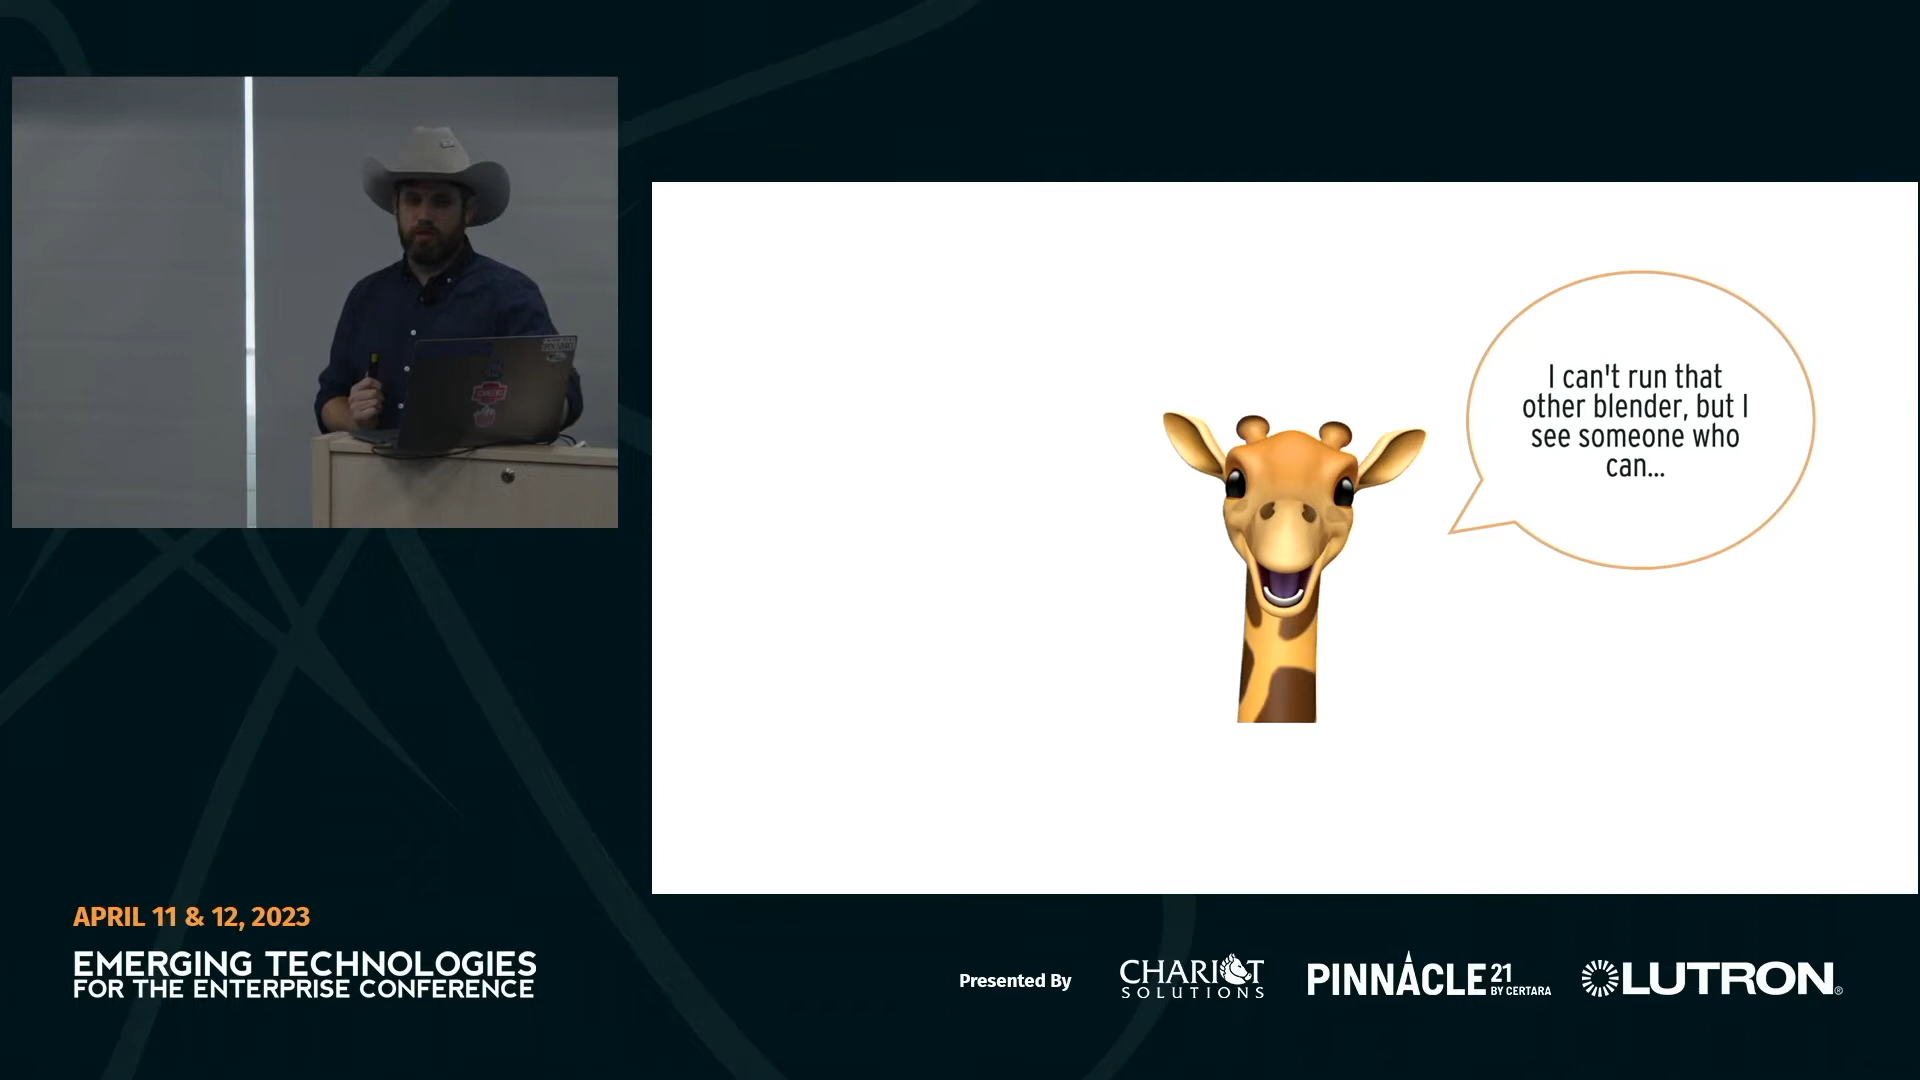 I can't run that
other blender, but I
see someone who
can...
APRIL 11 & 12, 2023
EMERGING TECHNOLOGIES
FOR THE ENTERPRISE CONFERENCE
Presented By
CHARIOT
SOLUTIONS
PINNACLE 21
BY CERTARA
LUTRON®